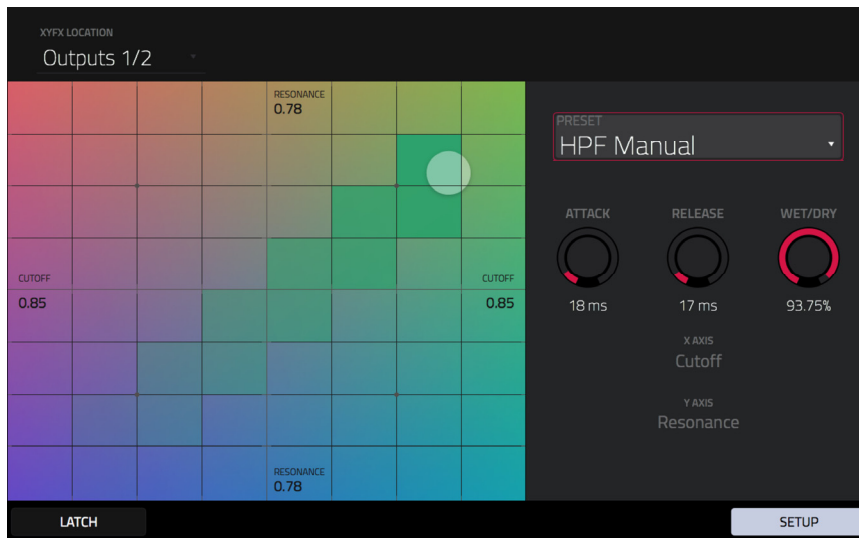 XYFX LOCATION
Outputs 1/2
RESONANCE
0.78
PRESET
HPF Manual
ATTACK RELEASE WET/DRY
CUTOFF CUTOFF
0.85 0.85
18 ms 17 ms 93.75%
X AXIS
Cutoff
Y AXIS
Resonance
RESONANCE
0.78
LATCH SETUP